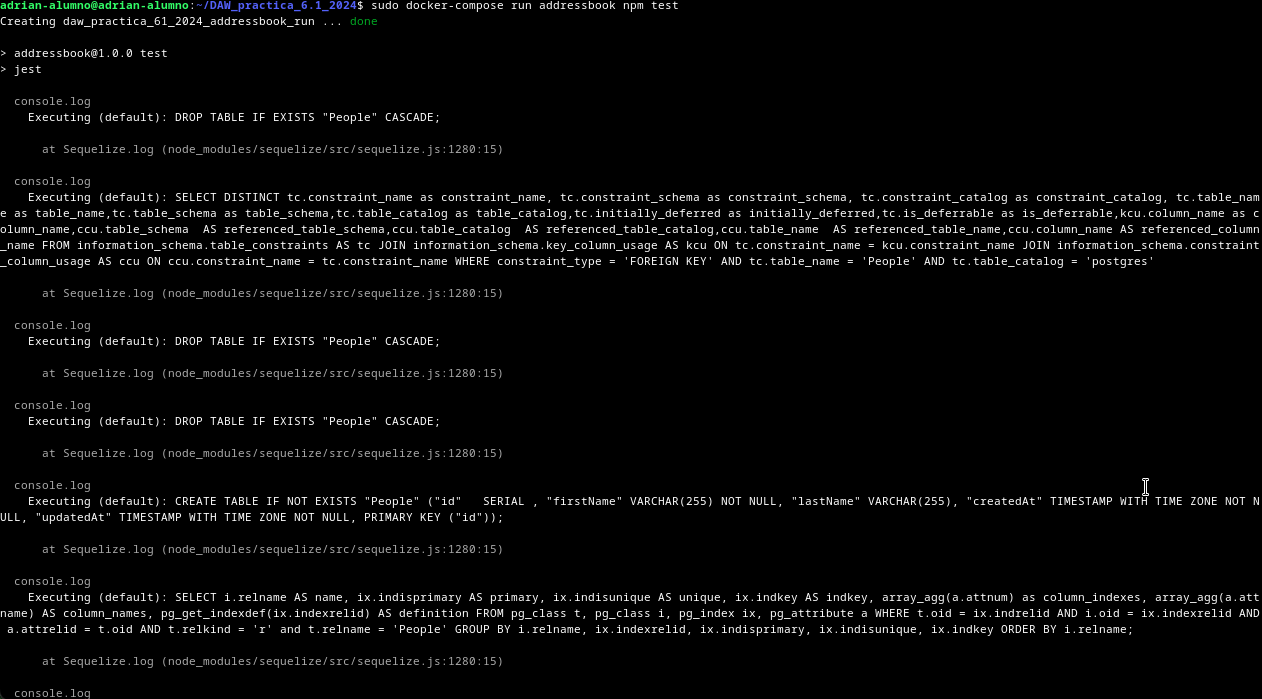 adrian-alumno@adrian-alumno:~/DAW_practica_6.1_2024$ sudo docker-compose run addressbook npm test
Creating daw_practica_61_2024_addressbook_run ... done
> addressbook@1.0.0 test
> jest
console.log
Executing (default): DROP TABLE IF EXISTS "People" CASCADE;
at Sequelize.log (node_modules/sequelize/src/sequelize.js:1280:15)
console.log
Executing (default): SELECT DISTINCT tc.constraint_name as constraint_name, tc.constraint_schema as constraint_schema, tc.constraint_catalog as constraint_catalog, tc.table_nam
e as table_name,tc.table_schema as table_schema,tc.table_catalog as table_catalog,tc.initially_deferred as initially_deferred,tc.is_deferrable as is_deferrable,kcu.column_name as c
olumn_name,ccu.table_schema  AS referenced_table_schema,ccu.table_catalog  AS referenced_table_catalog,ccu.table_name  AS referenced_table_name,ccu.column_name AS referenced_column
_name FROM information_schema.table_constraints AS tc JOIN information_schema.key_column_usage AS kcu ON tc.constraint_name = kcu.constraint_name JOIN information_schema.constraint
_column_usage AS ccu ON ccu.constraint_name = tc.constraint_name WHERE constraint_type = 'FOREIGN KEY' AND tc.table_name = 'People' AND tc.table_catalog = 'postgres'
at Sequelize.log (node_modules/sequelize/src/sequelize.js:1280:15)
console.log
Executing (default): DROP TABLE IF EXISTS "People" CASCADE;
at Sequelize.log (node_modules/sequelize/src/sequelize.js:1280:15)
console.log
Executing (default): DROP TABLE IF EXISTS "People" CASCADE;
at Sequelize.log (node_modules/sequelize/src/sequelize.js:1280:15)
console.log
Executing (default): CREATE TABLE IF NOT EXISTS "People" ("id"   SERIAL , "firstName" VARCHAR(255) NOT NULL, "lastName" VARCHAR(255), "createdAt" TIMESTAMP WITH TIME ZONE NOT N
ULL, "updatedAt" TIMESTAMP WITH TIME ZONE NOT NULL, PRIMARY KEY ("id"));
at Sequelize.log (node_modules/sequelize/src/sequelize.js:1280:15)
console.log
Executing (default): SELECT i.relname AS name, ix.indisprimary AS primary, ix.indisunique AS unique, ix.indkey AS indkey, array_agg(a.attnum) as column_indexes, array_agg(a.att
name) AS column_names, pg_get_indexdef(ix.indexrelid) AS definition FROM pg_class t, pg_class i, pg_index ix, pg_attribute a WHERE t.oid = ix.indrelid AND i.oid = ix.indexrelid AND
a.attrelid = t.oid AND t.relkind = 'r' and t.relname = 'People' GROUP BY i.relname, ix.indexrelid, ix.indisprimary, ix.indisunique, ix.indkey ORDER BY i.relname;
at Sequelize.log (node_modules/sequelize/src/sequelize.js:1280:15)
console.log